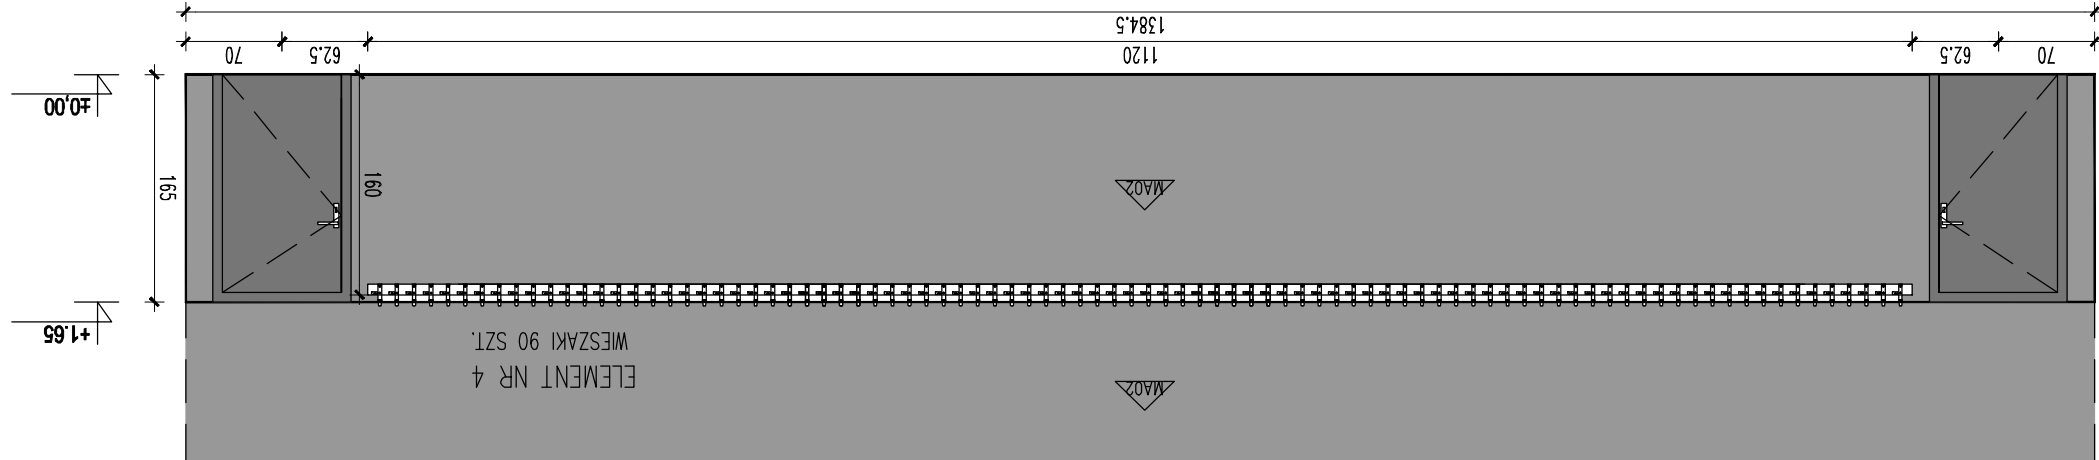 MA02
ELEMENT NR 4
WIESZAKI 90 SZT.
+1.65
MA02
160
165
±0,00
70 62.5 1120 62.5 70
1384.5